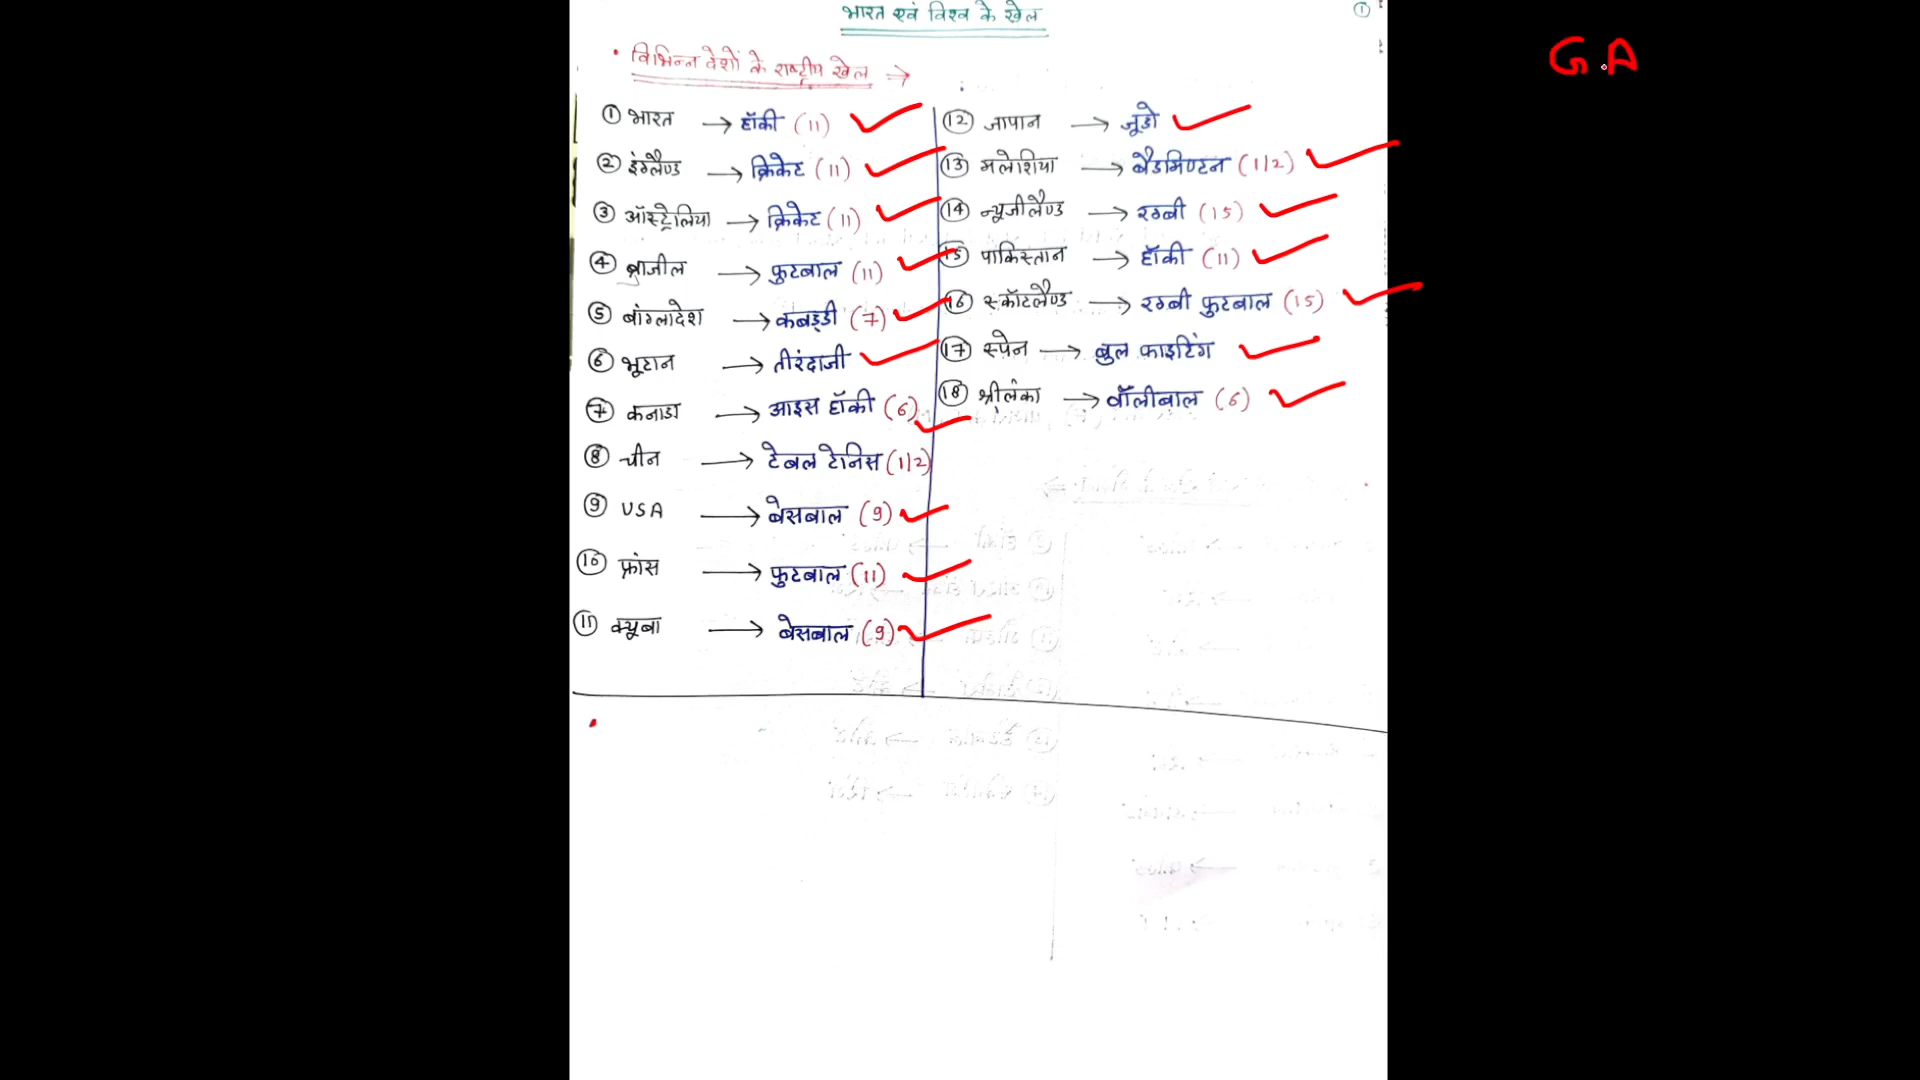 भारत एवं विश्व के खेल
①
G.A
• विभिन्न देशों के राष्ट्रीय खेल →
① भारत → हॉकी (11)
② इंग्लैण्ड → क्रिकेट (11)
③ ऑस्ट्रेलिया → क्रिकेट (11)
④ ब्राजील → फुटबाल (11)
⑤ बांग्लादेश → कबड्डी (7)
⑥ भूटान → तीरंदाजी
⑦ कनाडा → आइस हॉकी (6)
⑧ चीन → टेबल टेनिस (1/2)
⑨ USA → बेसबाल (9)
⑩ फ्रांस → फुटबाल (11)
⑪ क्यूबा → बेसबाल (9)
⑫ जापान → जूडो
⑬ मलेशिया → बैडमिण्टन (1/2)
⑭ न्यूजीलैण्ड → रग्बी (15)
⑮ पाकिस्तान → हॉकी (11)
⑯ स्कॉटलैण्ड → रग्बी फुटबाल (15)
⑰ स्पेन → बुल फाइटिंग
⑱ श्रीलंका → वॉलीबाल (6)